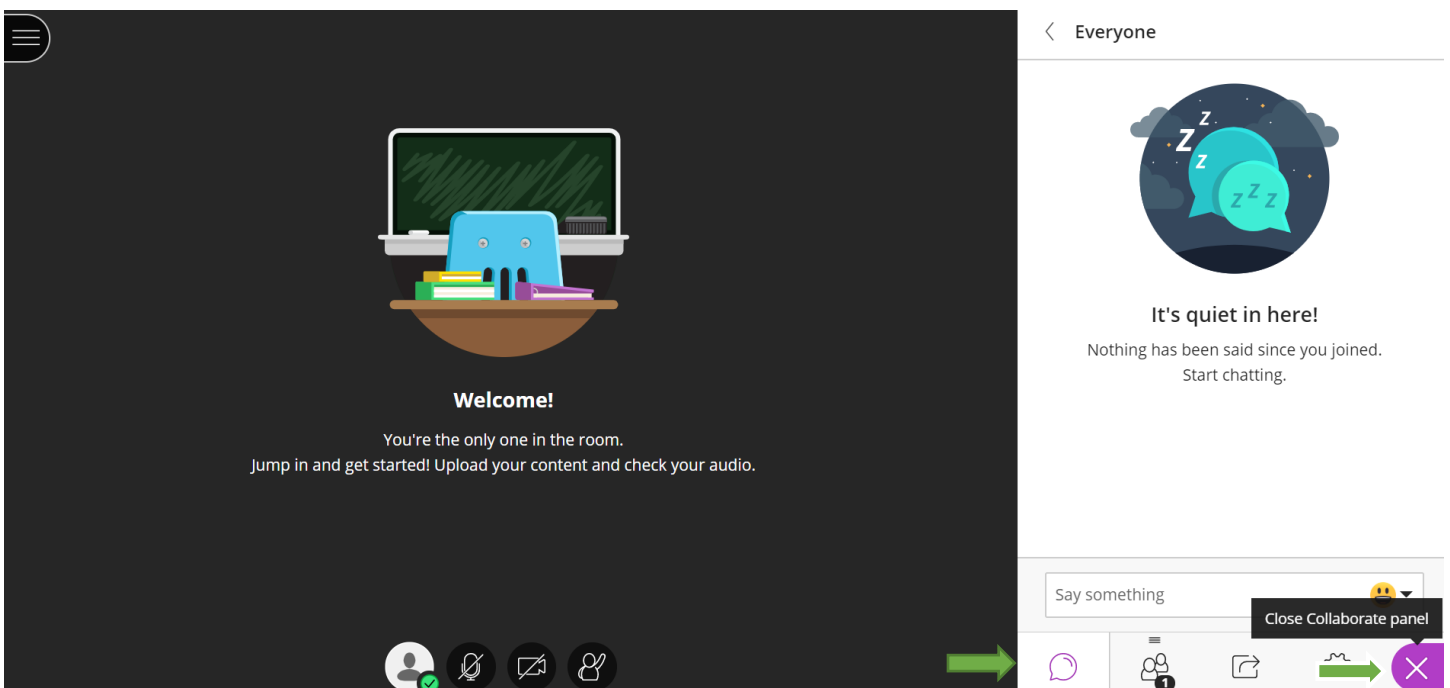 Everyone
Z
Z
Z
Z Z Z
It's quiet in here!
Nothing has been said since you joined.
Start chatting.
Welcome!
You're the only one in the room.
Jump in and get started! Upload your content and check your audio.
Say something
Close Collaborate panel
1